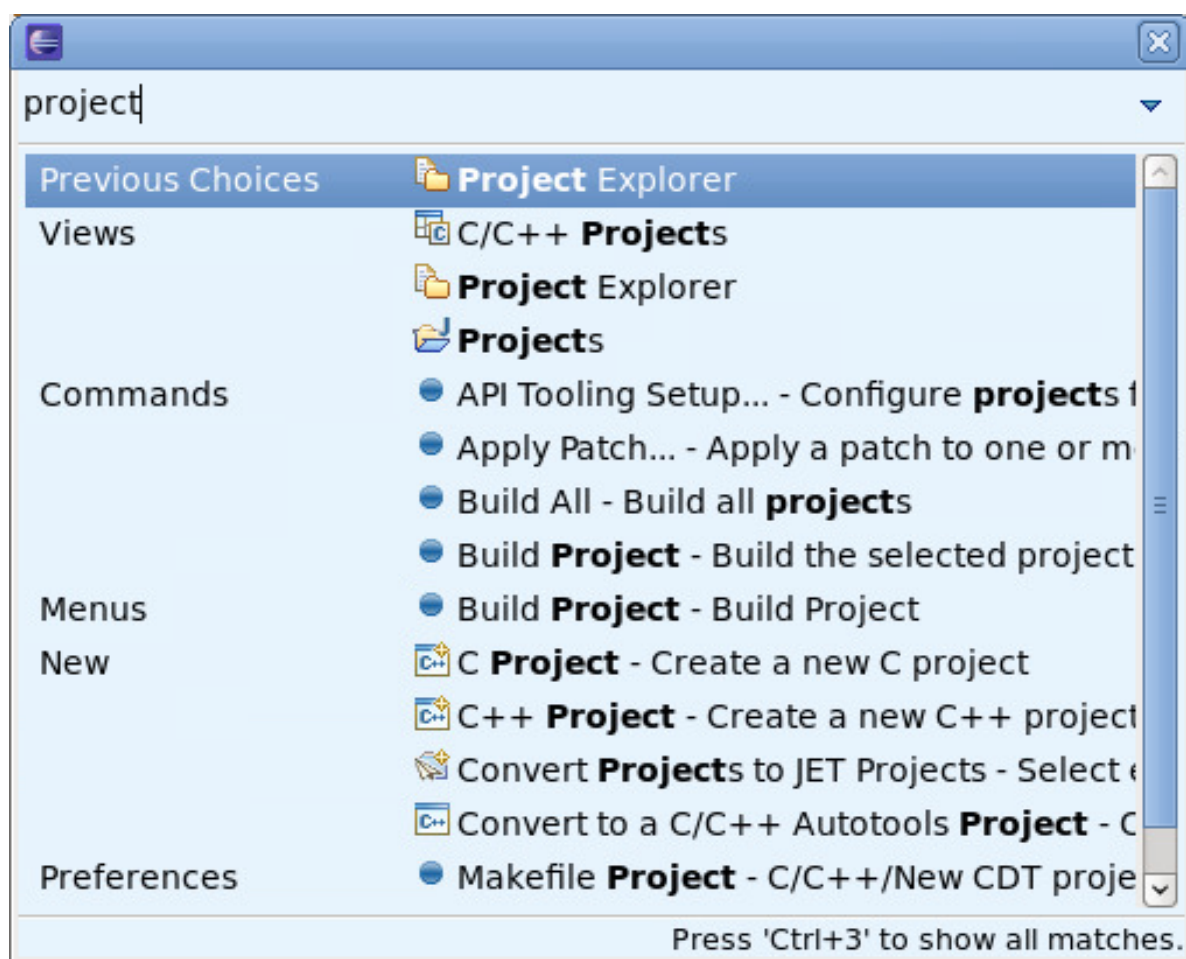 project
Previous Choices Project Explorer
Views C/C++ Projects
Project Explorer
Projects
Commands API Tooling Setup... - Configure projects f
Apply Patch... - Apply a patch to one or m
Build All - Build all projects
Build Project - Build the selected project
Menus Build Project - Build Project
New C Project - Create a new C project
C++ Project - Create a new C++ project
Convert Projects to JET Projects - Select e
Convert to a C/C++ Autotools Project - C
Preferences Makefile Project - C/C++/New CDT proje
Press 'Ctrl+3' to show all matches.